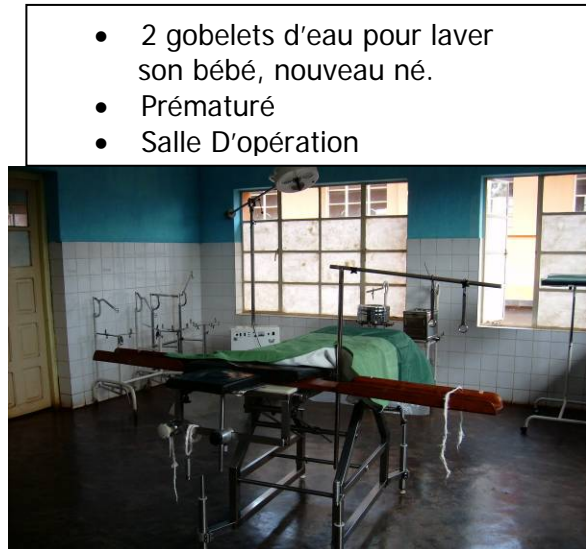 • 2 gobelets d'eau pour laver
son bébé, nouveau né.
• Prématuré
• Salle D'opération